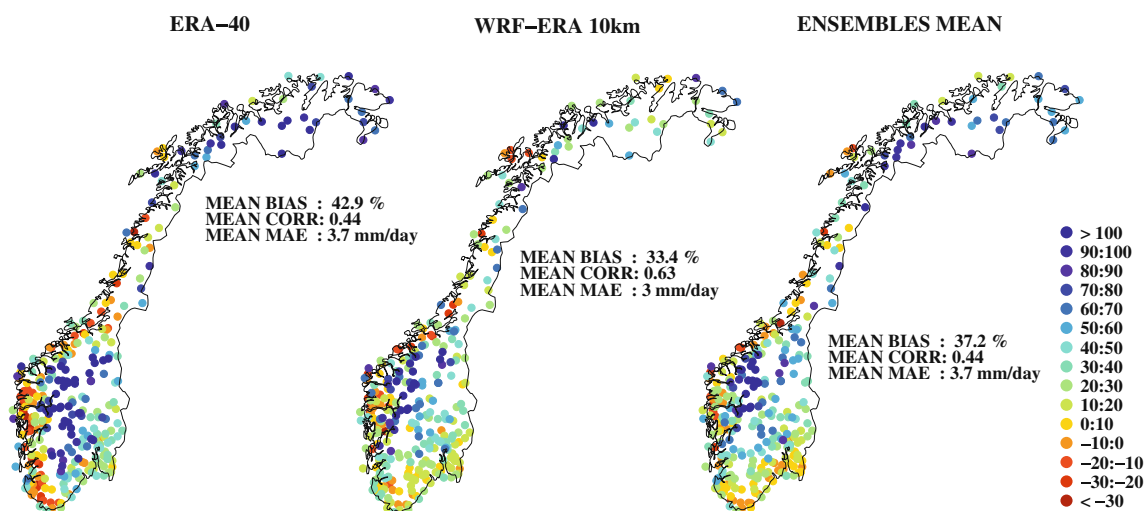 ERA−40
WRF−ERA 10km
ENSEMBLES MEAN
MEAN BIAS : 42.9 %
MEAN CORR: 0.44
MEAN MAE : 3.7 mm/day
MEAN BIAS : 33.4 %
MEAN CORR: 0.63
MEAN MAE : 3 mm/day
MEAN BIAS : 37.2 %
MEAN CORR: 0.44
MEAN MAE : 3.7 mm/day
> 100
90:100
80:90
70:80
60:70
50:60
40:50
30:40
20:30
10:20
0:10
−10:0
−20:−10
−30:−20
< −30